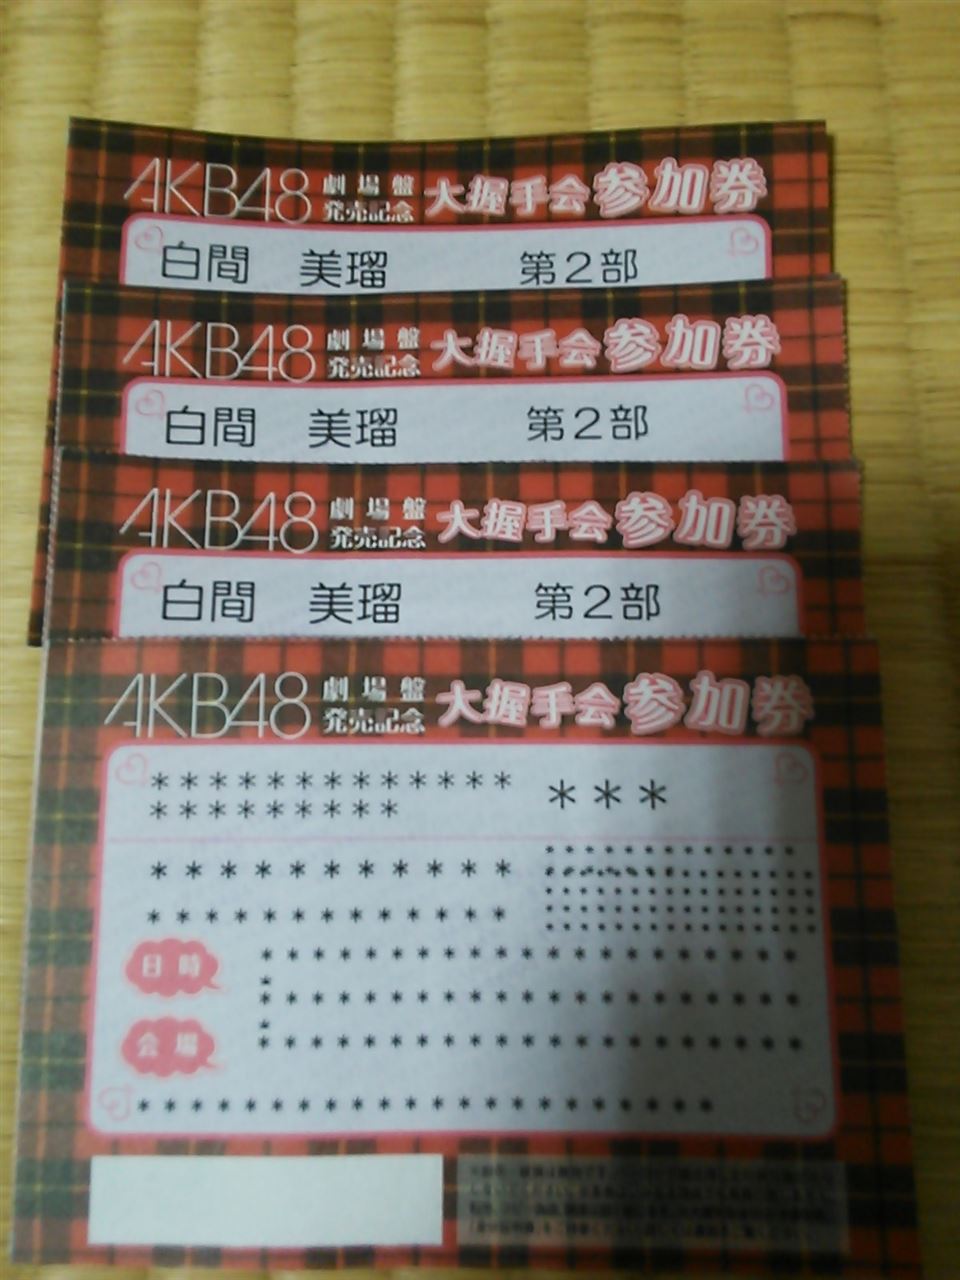 AKB48 劇場盤 発売記念 大握手会 参加券
白間 美瑠 第2部
AKB48 劇場盤 発売記念 大握手会 参加券
白間 美瑠 第2部
AKB48 劇場盤 発売記念 大握手会 参加券
白間 美瑠 第2部
AKB48 劇場盤 発売記念 大握手会 参加券
*************
*********
***
日時
会場